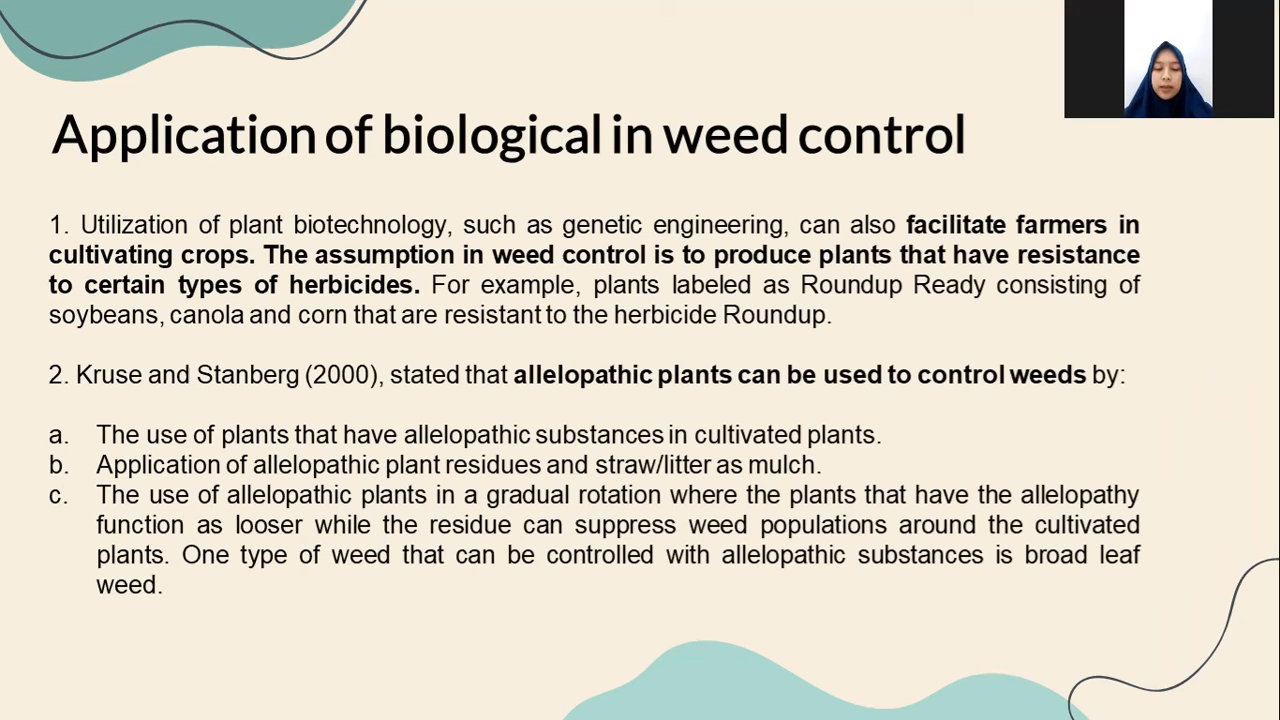 Application of biological in weed control
1. Utilization of plant biotechnology, such as genetic engineering, can also facilitate farmers in
cultivating crops. The assumption in weed control is to produce plants that have resistance
to certain types of herbicides. For example, plants labeled as Roundup Ready consisting of
soybeans, canola and corn that are resistant to the herbicide Roundup.
2. Kruse and Stanberg (2000), stated that allelopathic plants can be used to control weeds by:
a. The use of plants that have allelopathic substances in cultivated plants.
b. Application of allelopathic plant residues and straw/litter as mulch.
c. The use of allelopathic plants in a gradual rotation where the plants that have the allelopathy
function as looser while the residue can suppress weed populations around the cultivated
plants. One type of weed that can be controlled with allelopathic substances is broad leaf
weed.